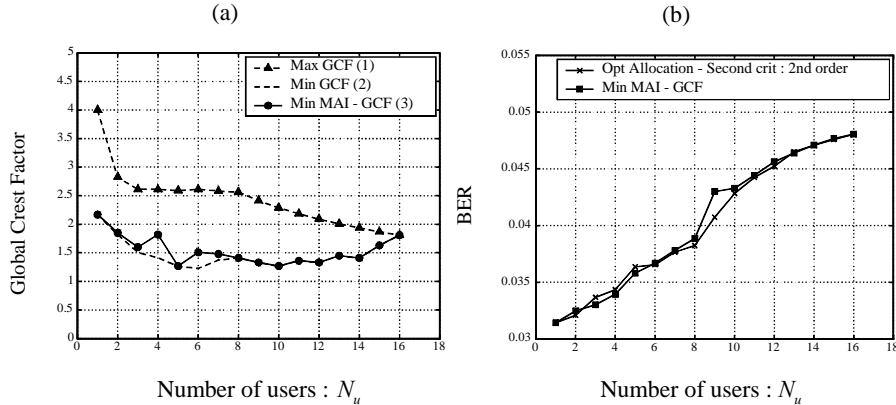 (a)
5
4.5
4
3.5
3
2.5
2
1.5
1
0.5
0
Global Crest Factor
Max GCF (1)
Min GCF (2)
Min MAI - GCF (3)
0 2 4 6 8 10 12 14 16 18
Number of users : Nu
(b)
0.055
0.05
0.045
0.04
0.035
0.03
BER
Opt Allocation - Second crit : 2nd order
Min MAI - GCF
0 2 4 6 8 10 12 14 16 18
Number of users : Nu